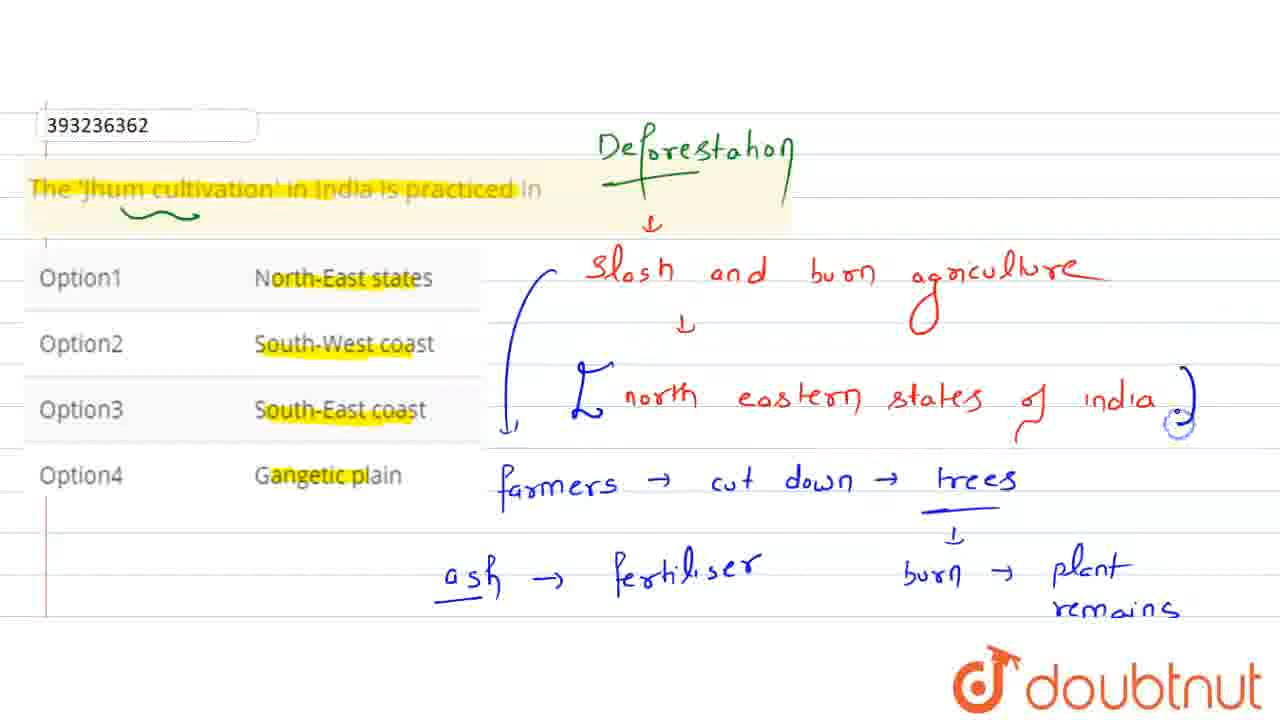 393236362
Deforestation
The 'Jhum cultivation' in India is practiced in
Slash and burn agriculture
Option1 North-East states
Option2 South-West coast
[north eastern states of india)
Option3 South-East coast
Option4 Gangetic plain
farmers → cut down → trees
ash → fertiliser
burn → plant
remains
doubtnut